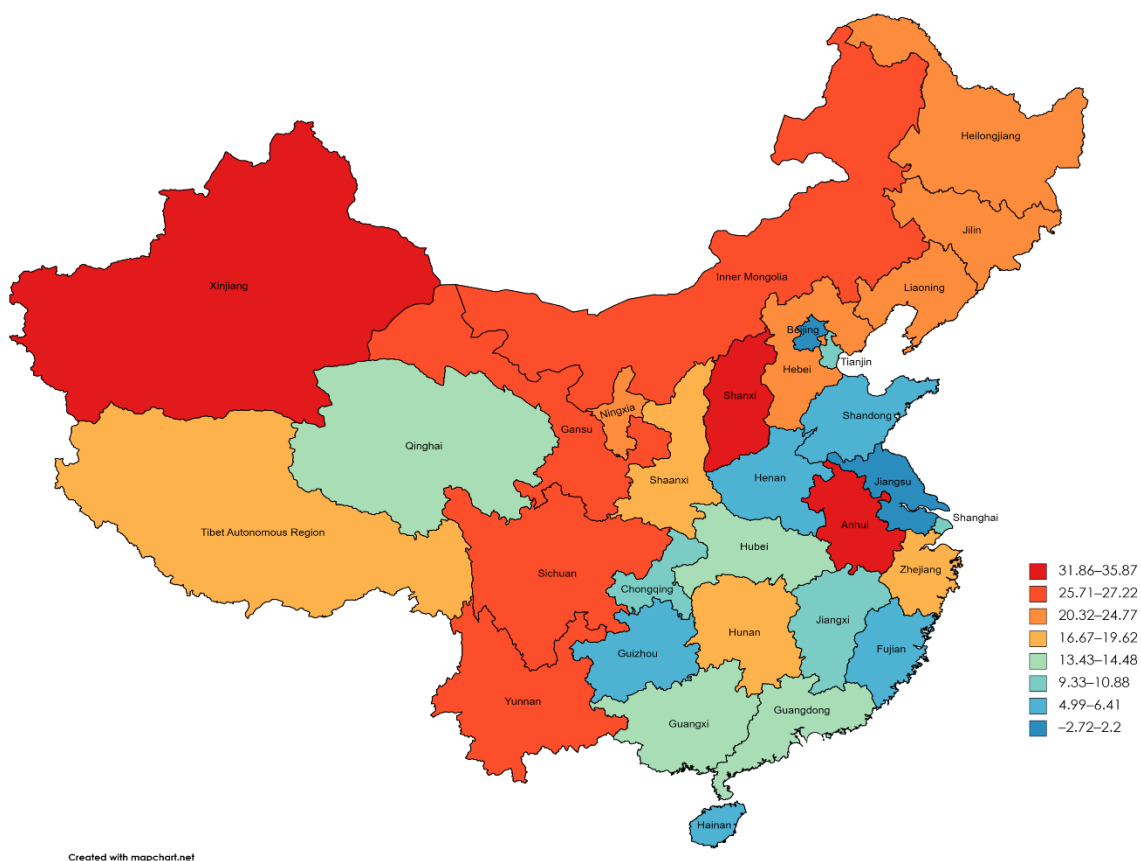 Heilongjiang
Jilin
Liaoning
Inner Mongolia
Xinjiang
Beijing
Tianjin
Hebei
Shanxi
Ningxia
Shandong
Gansu
Qinghai
Shaanxi
Henan
Jiangsu
Shanghai
Anhui
Tibet Autonomous Region
Hubei
Zhejiang
Sichuan
Chongqing
Hunan
Jiangxi
Guizhou
Fujian
Yunnan
Guangxi
Guangdong
Hainan
31.86–35.87
25.71–27.22
20.32–24.77
16.67–19.62
13.43–14.48
9.33–10.88
4.99–6.41
–2.72–2.2
Created with mapchart.net